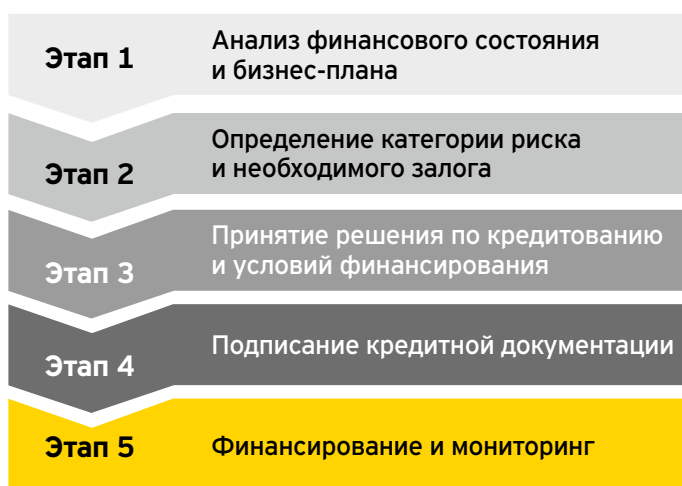 Этап 1
Анализ финансового состояния
и бизнес-плана
Этап 2
Определение категории риска
и необходимого залога
Этап 3
Принятие решения по кредитованию
и условий финансирования
Этап 4
Подписание кредитной документации
Этап 5
Финансирование и мониторинг